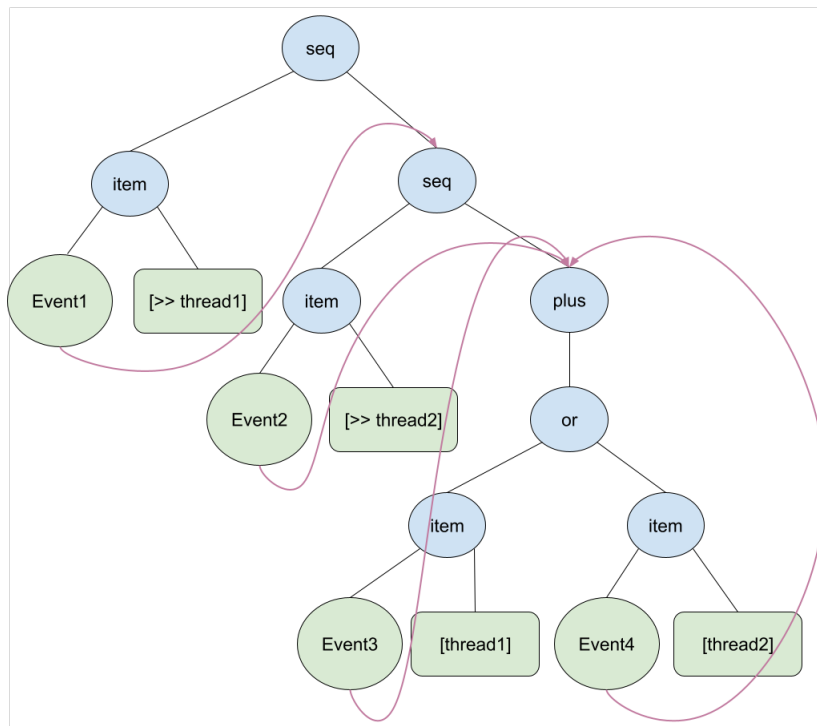 seq
item
seq
Event1
[>> thread1]
item
plus
Event2
[>> thread2]
or
item
item
Event3
[thread1]
Event4
[thread2]